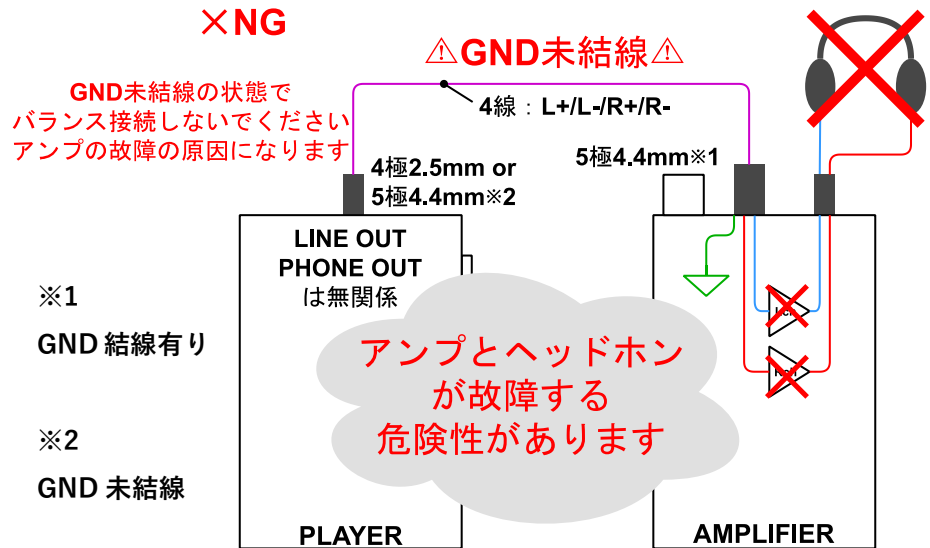 ×NG
⚠GND未結線⚠
GND未結線の状態で
バランス接続しないでください
アンプの故障の原因になります
4線：L+/L-/R+/R-
4極2.5mm or
5極4.4mm※2
5極4.4mm※1
LINE OUT
PHONE OUT
は無関係
※1
GND 結線有り
※2
GND 未結線
アンプとヘッドホン
が故障する
危険性があります
PLAYER
AMPLIFIER